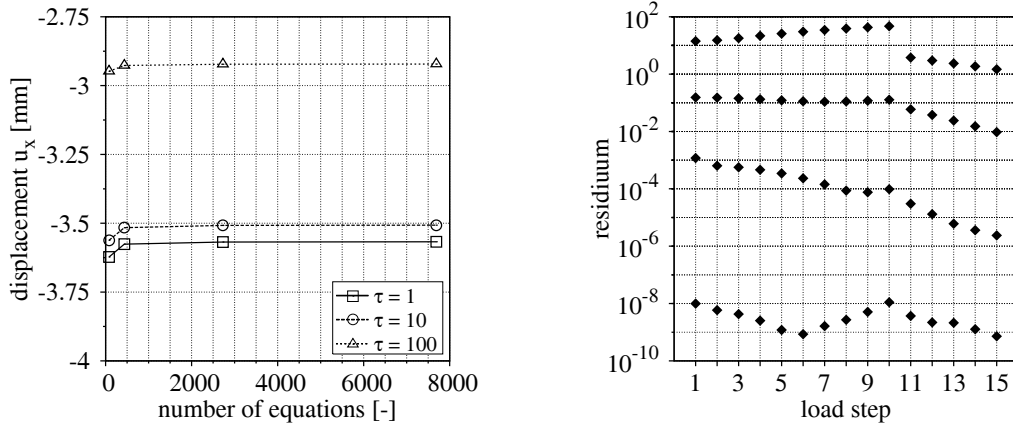 -2.75
-3
-3.25
-3.5
-3.75
-4
displacement u_x [mm]
0 2000 4000 6000 8000
number of equations [-]
τ = 1
τ = 10
τ = 100
10^2
10^0
10^-2
10^-4
10^-6
10^-8
10^-10
residiuum
1 3 5 7 9 11 13 15
load step